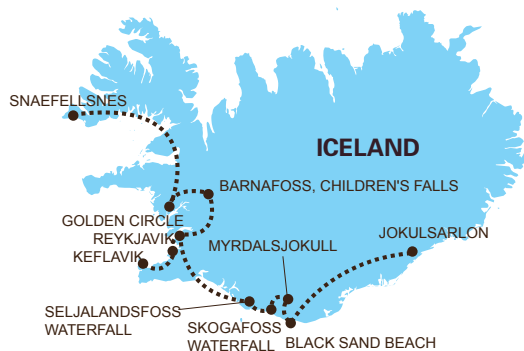 SNAEFELLSNES
ICELAND
BARNAFOSS, CHILDREN'S FALLS
GOLDEN CIRCLE
REYKJAVIK
KEFLAVIK
MYRDALSJOKULL
JOKULSARLON
SELJALANDSFOSS
WATERFALL
SKOGAFOSS
WATERFALL
BLACK SAND BEACH